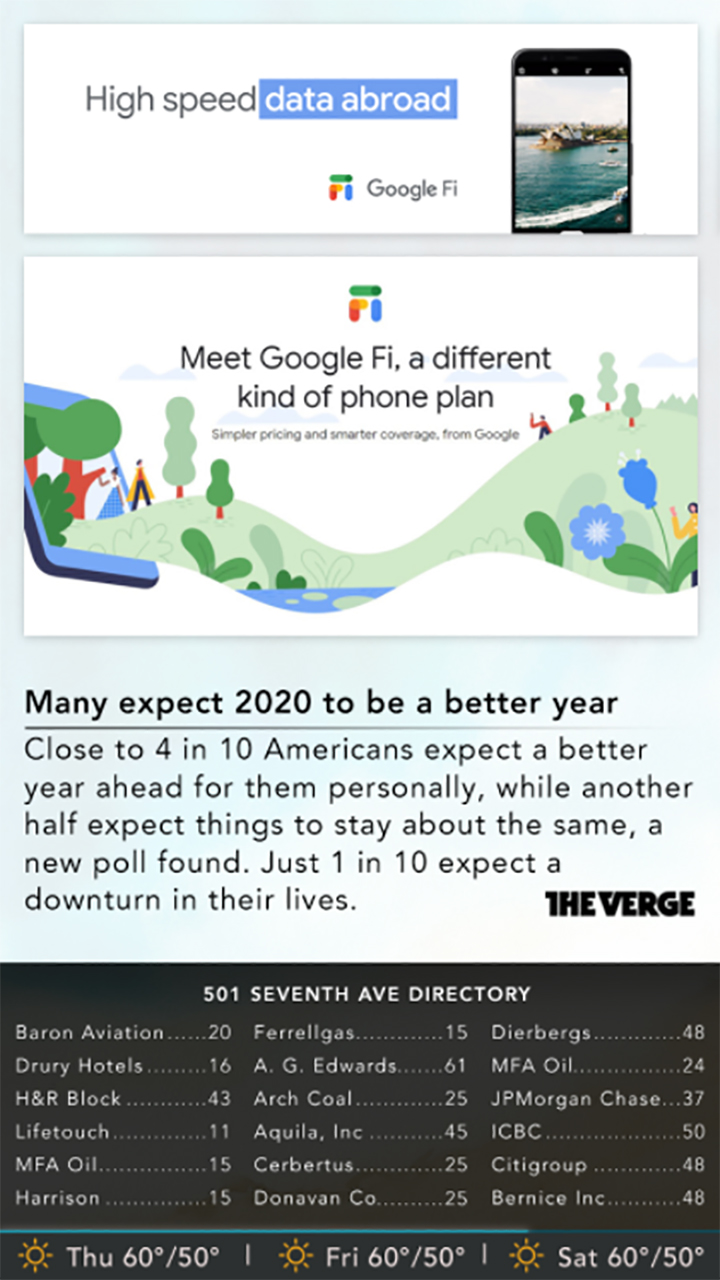 High speed data abroad
Google Fi
Meet Google Fi, a different
kind of phone plan
Simpler pricing and smarter coverage, from Google
Many expect 2020 to be a better year
Close to 4 in 10 Americans expect a better
year ahead for them personally, while another
half expect things to stay about the same, a
new poll found. Just 1 in 10 expect a
downturn in their lives.
THE VERGE
501 SEVENTH AVE DIRECTORY
Baron Aviation......20 Ferrellgas............15 Dierbergs............48
Drury Hotels.........16 A. G. Edwards......61 MFA Oil..............24
H&R Block...........43 Arch Coal............25 JPMorgan Chase...37
Lifetouch.............11 Aquila, Inc...........45 ICBC..................50
MFA Oil...............15 Cerbertus............25 Citigroup............48
Harrison..............15 Donavan Co.........25 Bernice Inc..........48
Thu 60°/50° | Fri 60°/50° | Sat 60°/50°